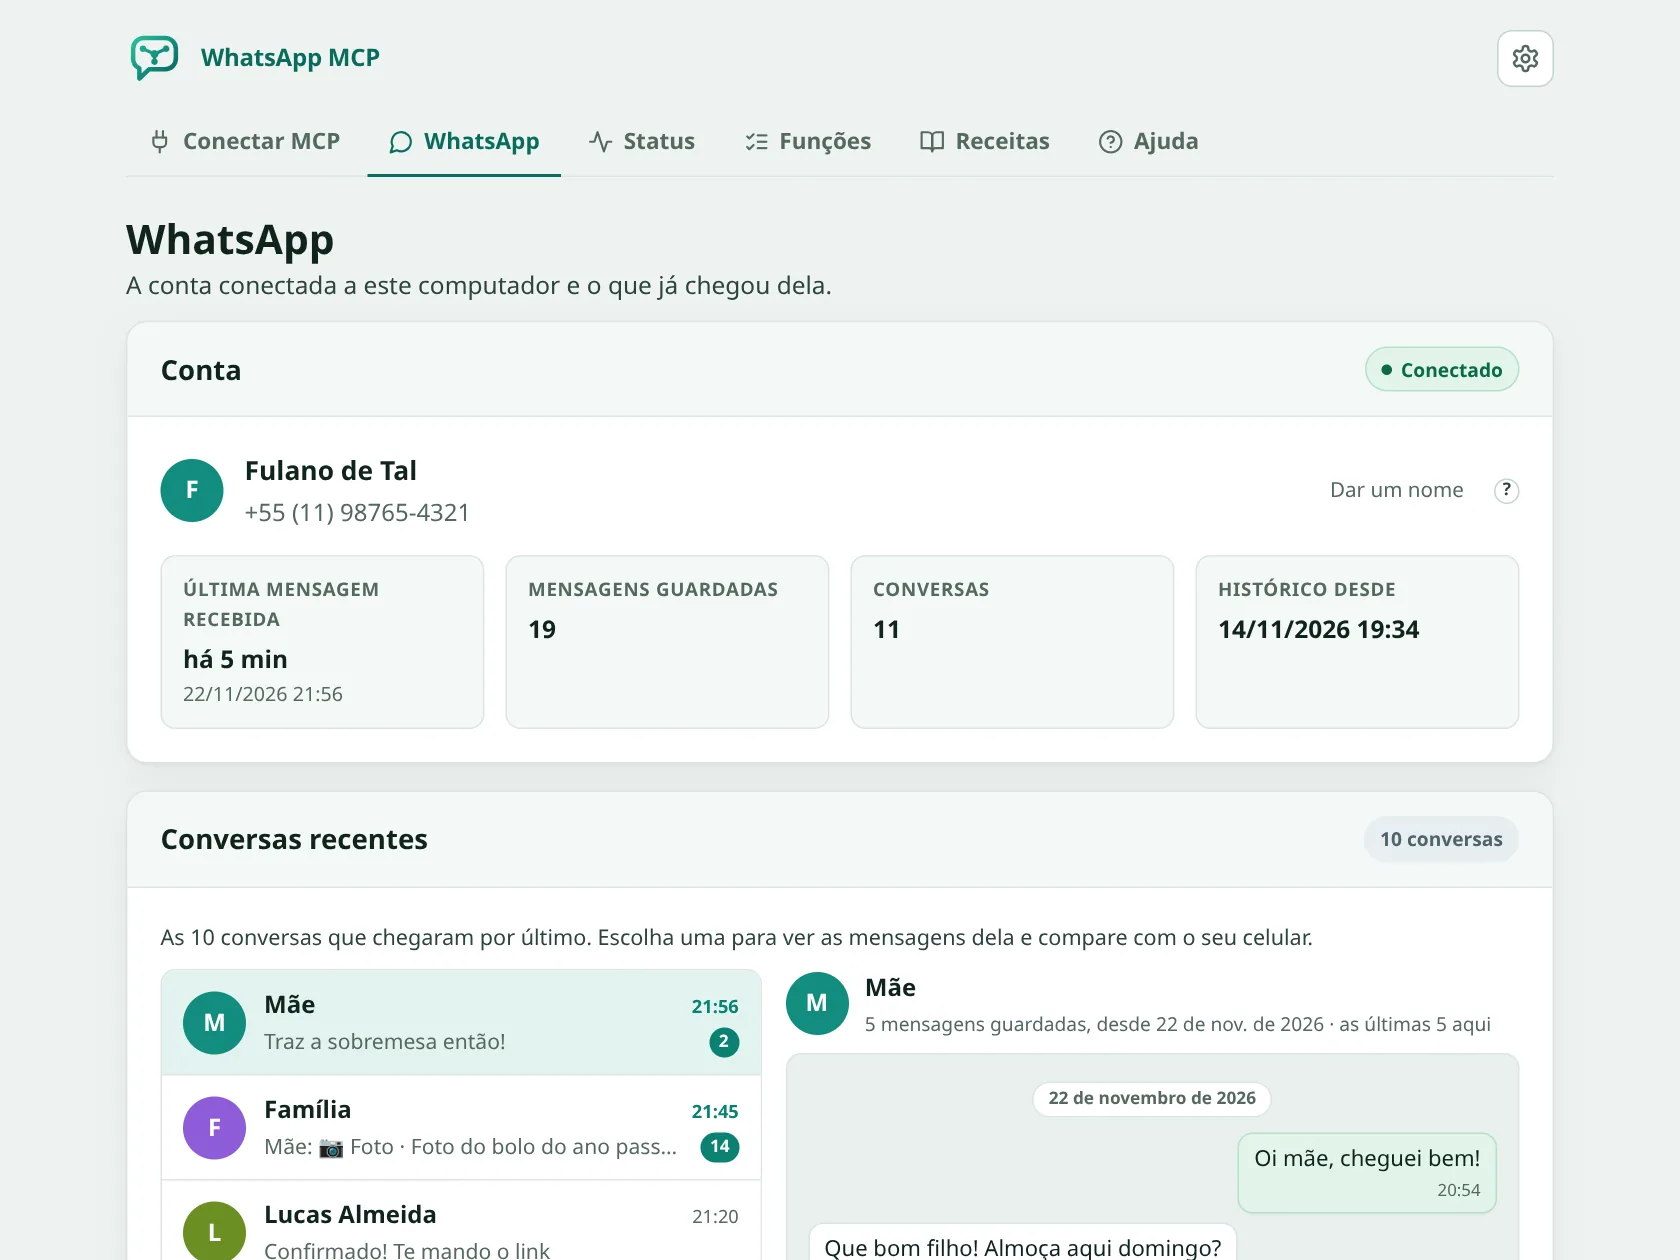 WhatsApp MCP
Conectar MCP
WhatsApp
Status
Funções
Receitas
Ajuda
WhatsApp
A conta conectada a este computador e o que já chegou dela.
Conta
Conectado
F
Fulano de Tal
+55 (11) 98765-4321
Dar um nome
?
ÚLTIMA MENSAGEM
RECEBIDA
há 5 min
22/11/2026 21:56
MENSAGENS GUARDADAS
19
CONVERSAS
11
HISTÓRICO DESDE
14/11/2026 19:34
Conversas recentes
10 conversas
As 10 conversas que chegaram por último. Escolha uma para ver as mensagens dela e compare com o seu celular.
M
Mãe
21:56
Traz a sobremesa então!
2
F
Família
21:45
Mãe: 📷 Foto · Foto do bolo do ano pass...
14
L
Lucas Almeida
21:20
Confirmado! Te mando o link
M
Mãe
5 mensagens guardadas, desde 22 de nov. de 2026 · as últimas 5 aqui
22 de novembro de 2026
Oi mãe, cheguei bem!
20:54
Que bom filho! Almoça aqui domingo?